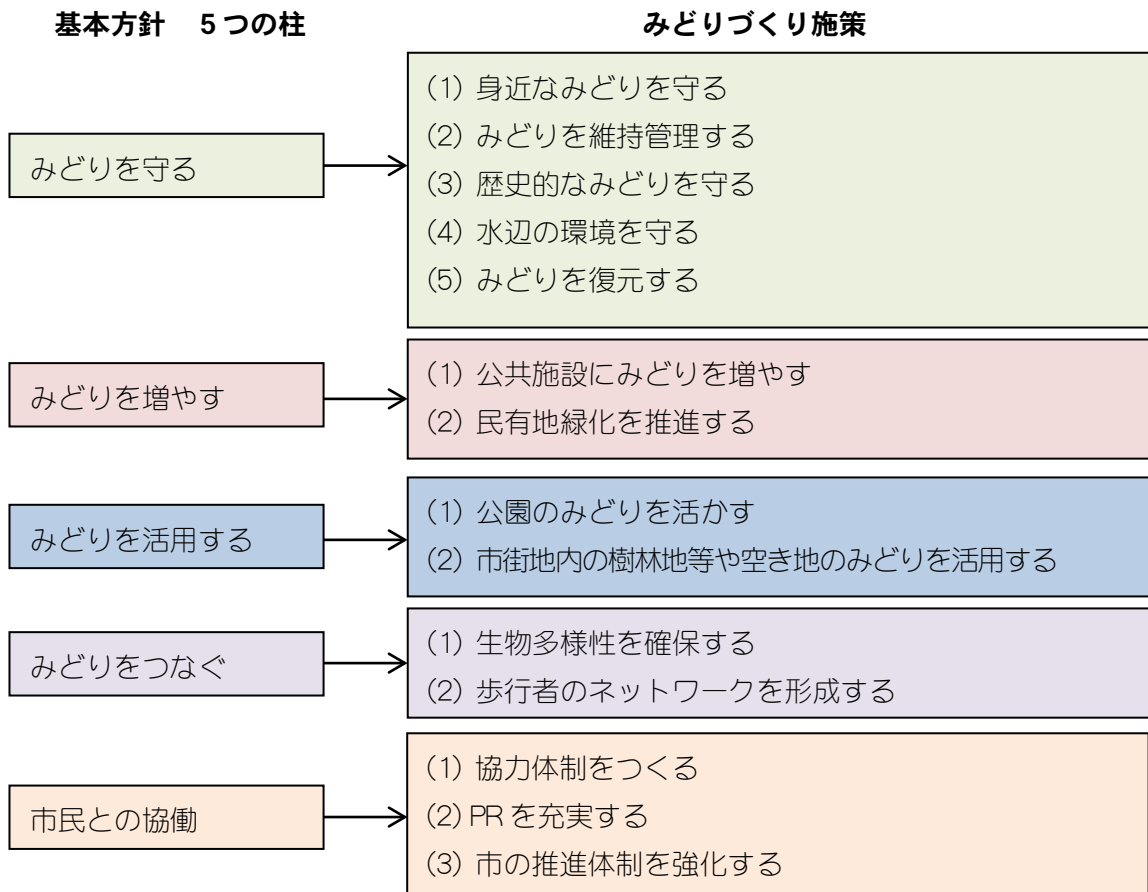 基本方針　５つの柱
みどりづくり施策
みどりを守る
(1) 身近なみどりを守る
(2) みどりを維持管理する
(3) 歴史的なみどりを守る
(4) 水辺の環境を守る
(5) みどりを復元する
みどりを増やす
(1) 公共施設にみどりを増やす
(2) 民有地緑化を推進する
みどりを活用する
(1) 公園のみどりを活かす
(2) 市街地内の樹林地等や空き地のみどりを活用する
みどりをつなぐ
(1) 生物多様性を確保する
(2) 歩行者のネットワークを形成する
市民との協働
(1) 協力体制をつくる
(2) PRを充実する
(3) 市の推進体制を強化する